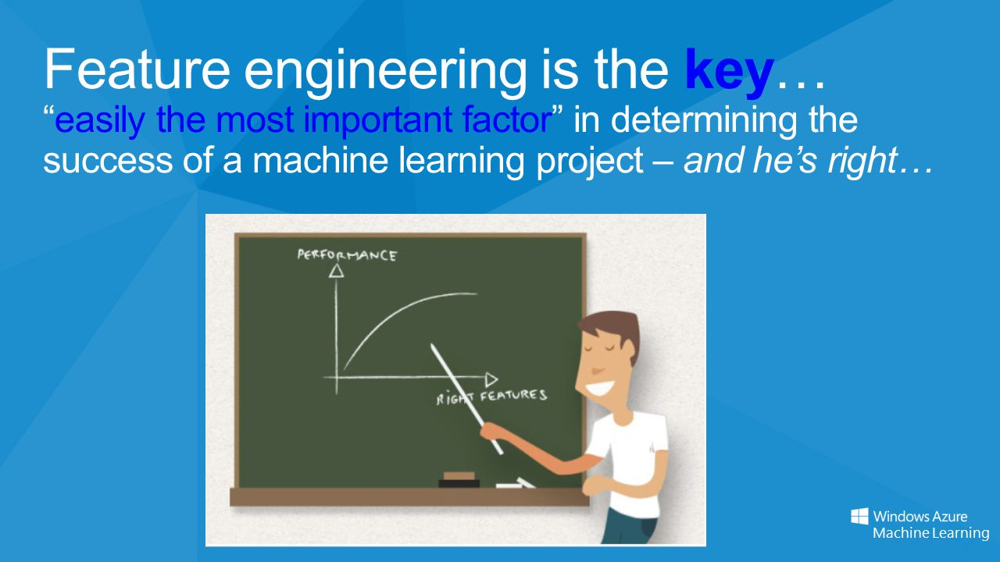 Feature engineering is the key…
“easily the most important factor” in determining the
success of a machine learning project – and he’s right…
PERFORMANCE
RIGHT FEATURES
Windows Azure
Machine Learning